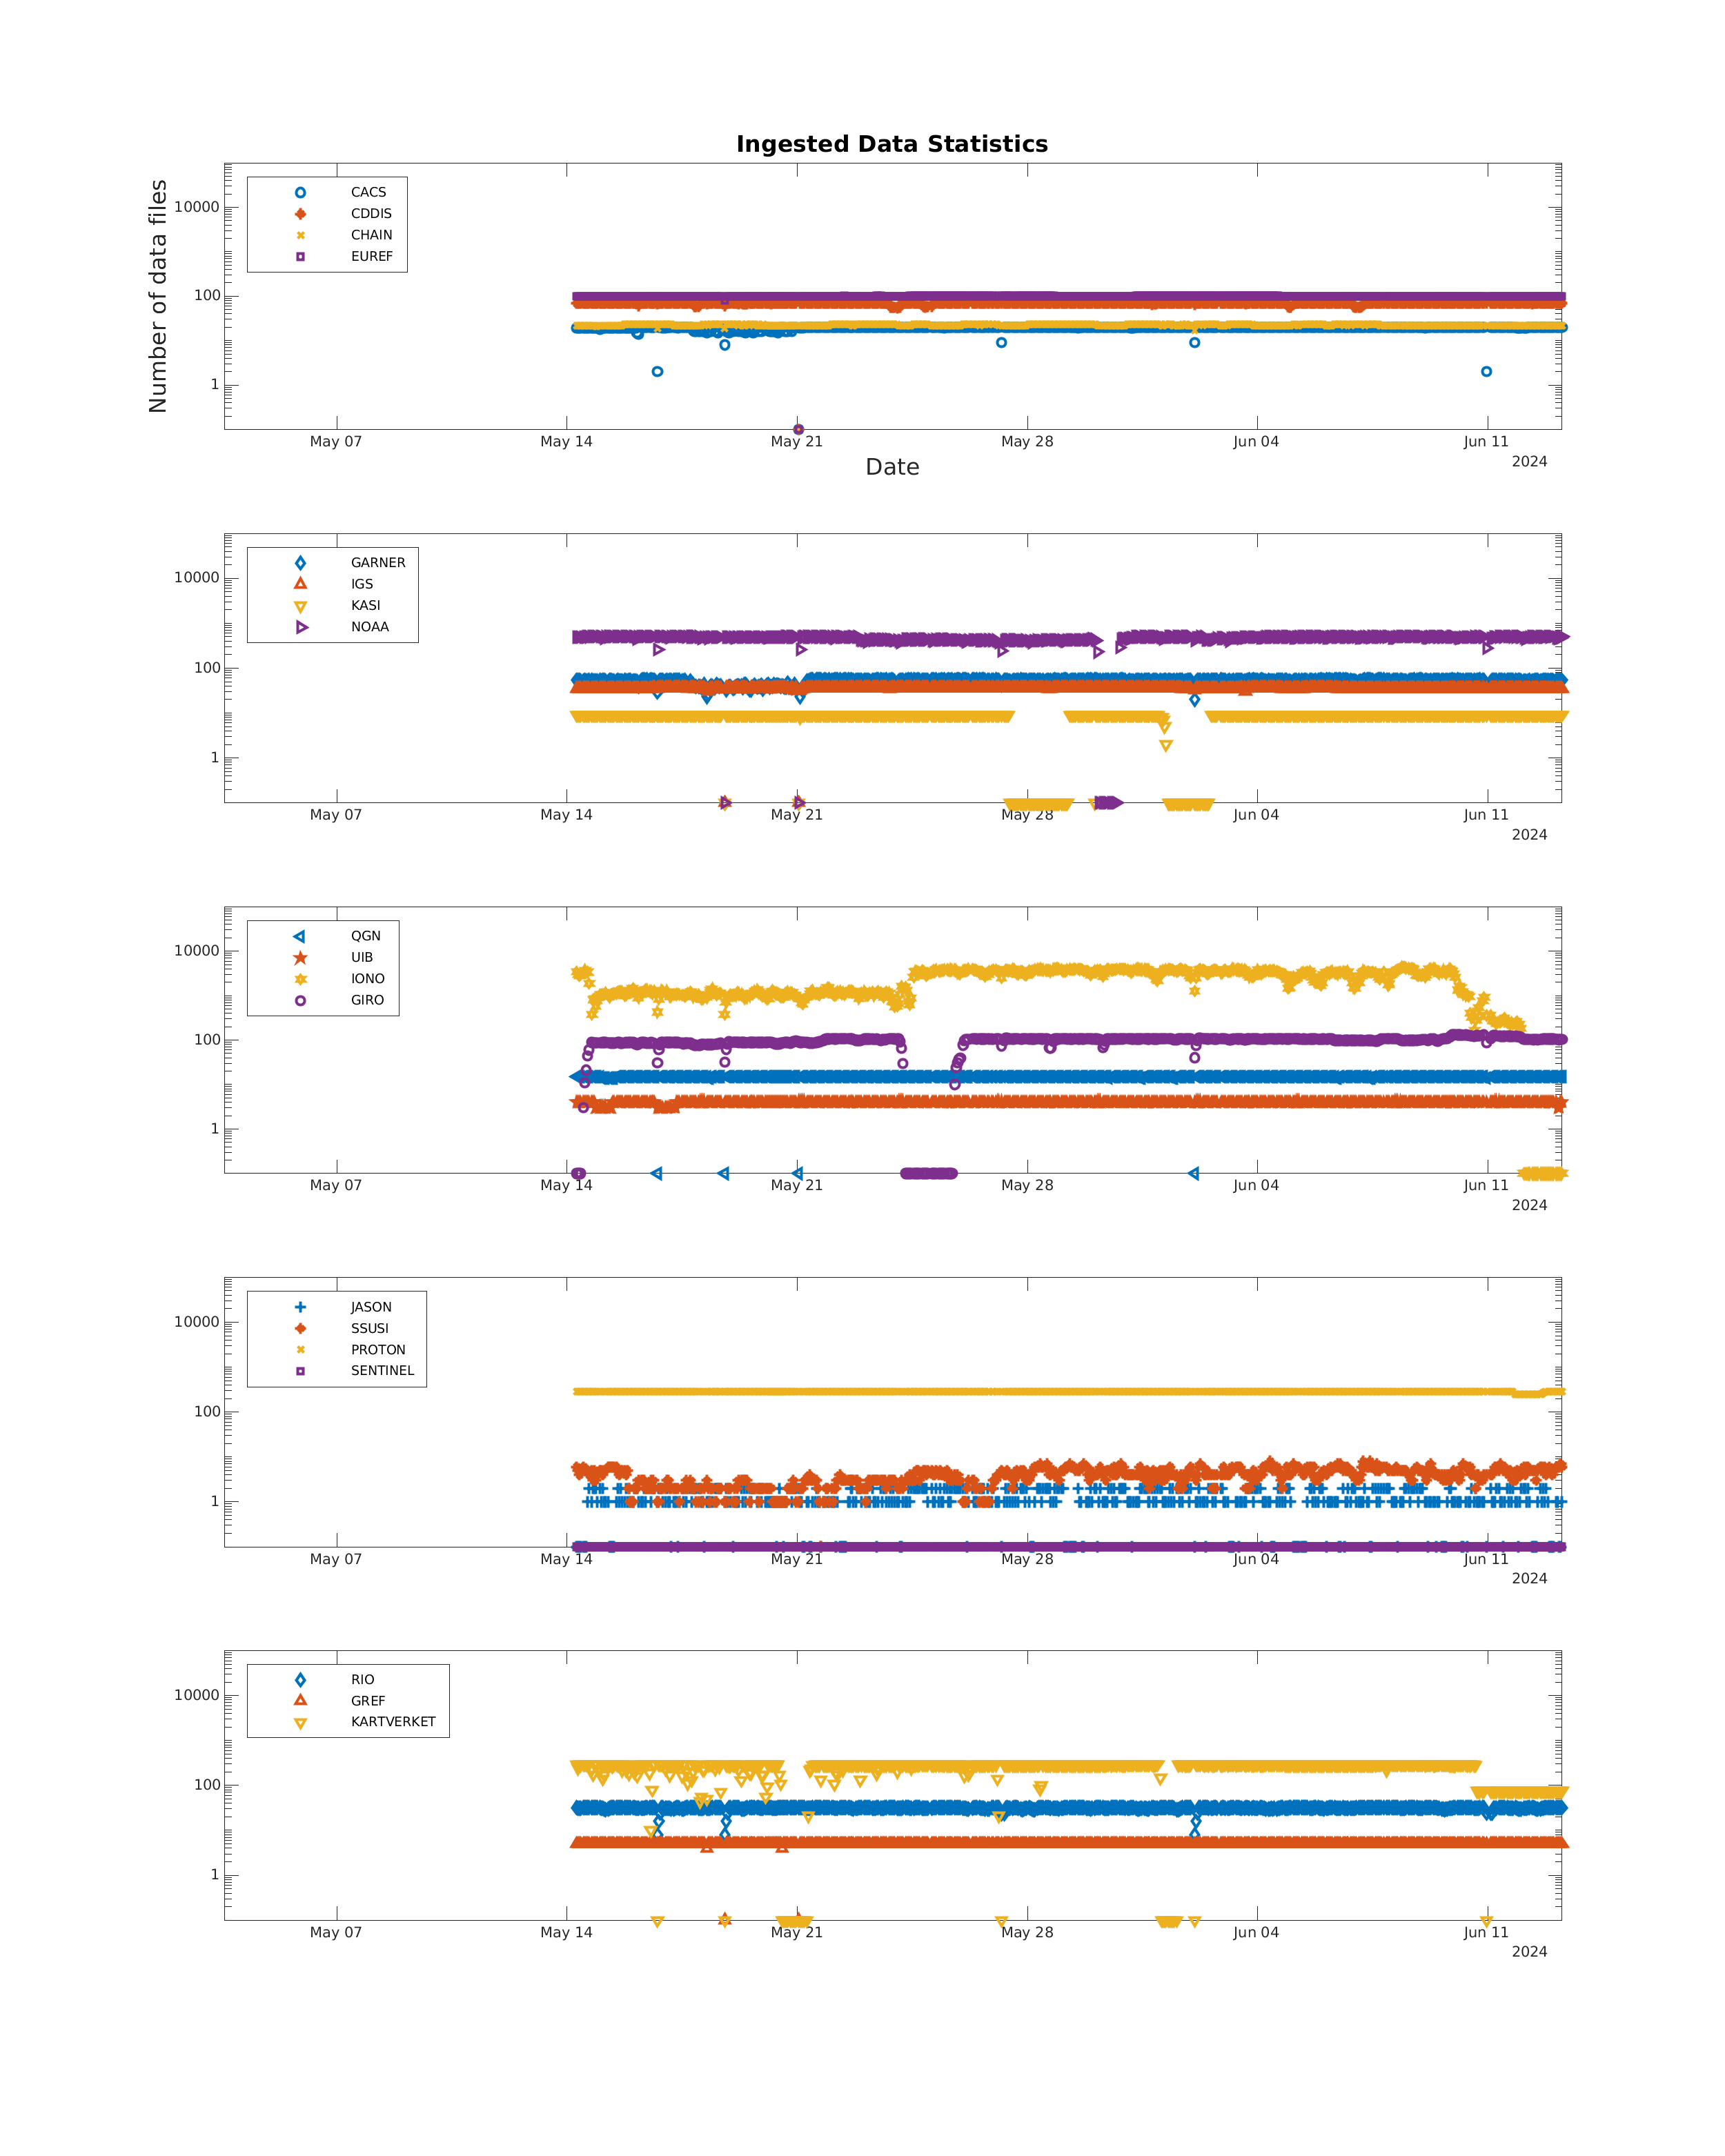 Ingested Data Statistics
Number of data files
10000
100
1
CACS
CDDIS
CHAIN
EUREF
May 07 May 14 May 21 May 28 Jun 04 Jun 11
2024
Date
10000
100
1
GARNER
IGS
KASI
NOAA
May 07 May 14 May 21 May 28 Jun 04 Jun 11
2024
10000
100
1
QGN
UIB
IONO
GIRO
May 07 May 14 May 21 May 28 Jun 04 Jun 11
2024
10000
100
1
JASON
SSUSI
PROTON
SENTINEL
May 07 May 14 May 21 May 28 Jun 04 Jun 11
2024
10000
100
1
RIO
GREF
KARTVERKET
May 07 May 14 May 21 May 28 Jun 04 Jun 11
2024